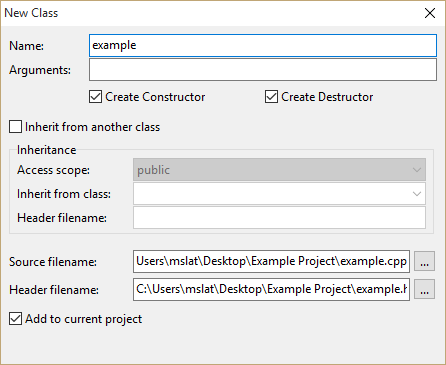 New Class
Name: example
Arguments:
Create Constructor Create Destructor
Inherit from another class
Inheritance
Access scope: public
Inherit from class:
Header filename:
Source filename: Users\mslat\Desktop\Example Project\example.cpp ...
Header filename: C:\Users\mslat\Desktop\Example Project\example.h ...
Add to current project